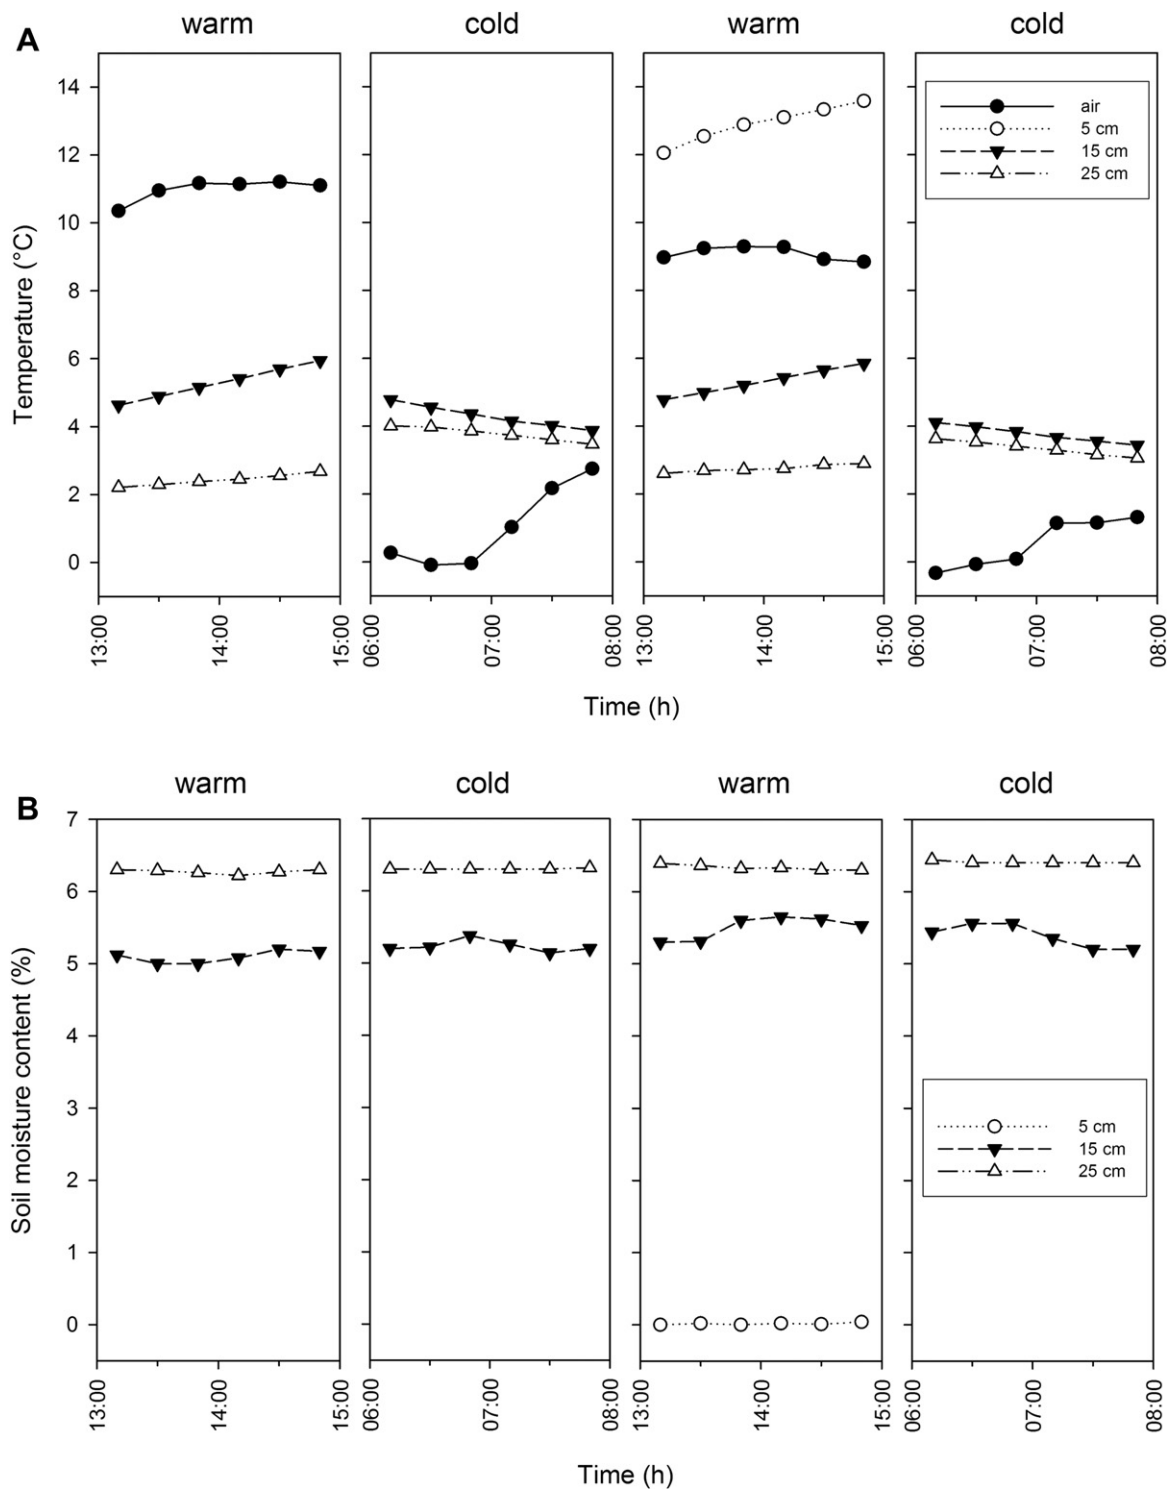 A
warm cold warm cold
14
12
10
8
6
4
2
0
Temperature (°C)
air
5 cm
15 cm
25 cm
13:00 14:00 15:00 06:00 07:00 08:00 13:00 14:00 15:00 06:00 07:00 08:00
Time (h)
B
warm cold warm cold
7
6
5
4
3
2
1
0
Soil moisture content (%)
5 cm
15 cm
25 cm
13:00 14:00 15:00 06:00 07:00 08:00 13:00 14:00 15:00 06:00 07:00 08:00
Time (h)